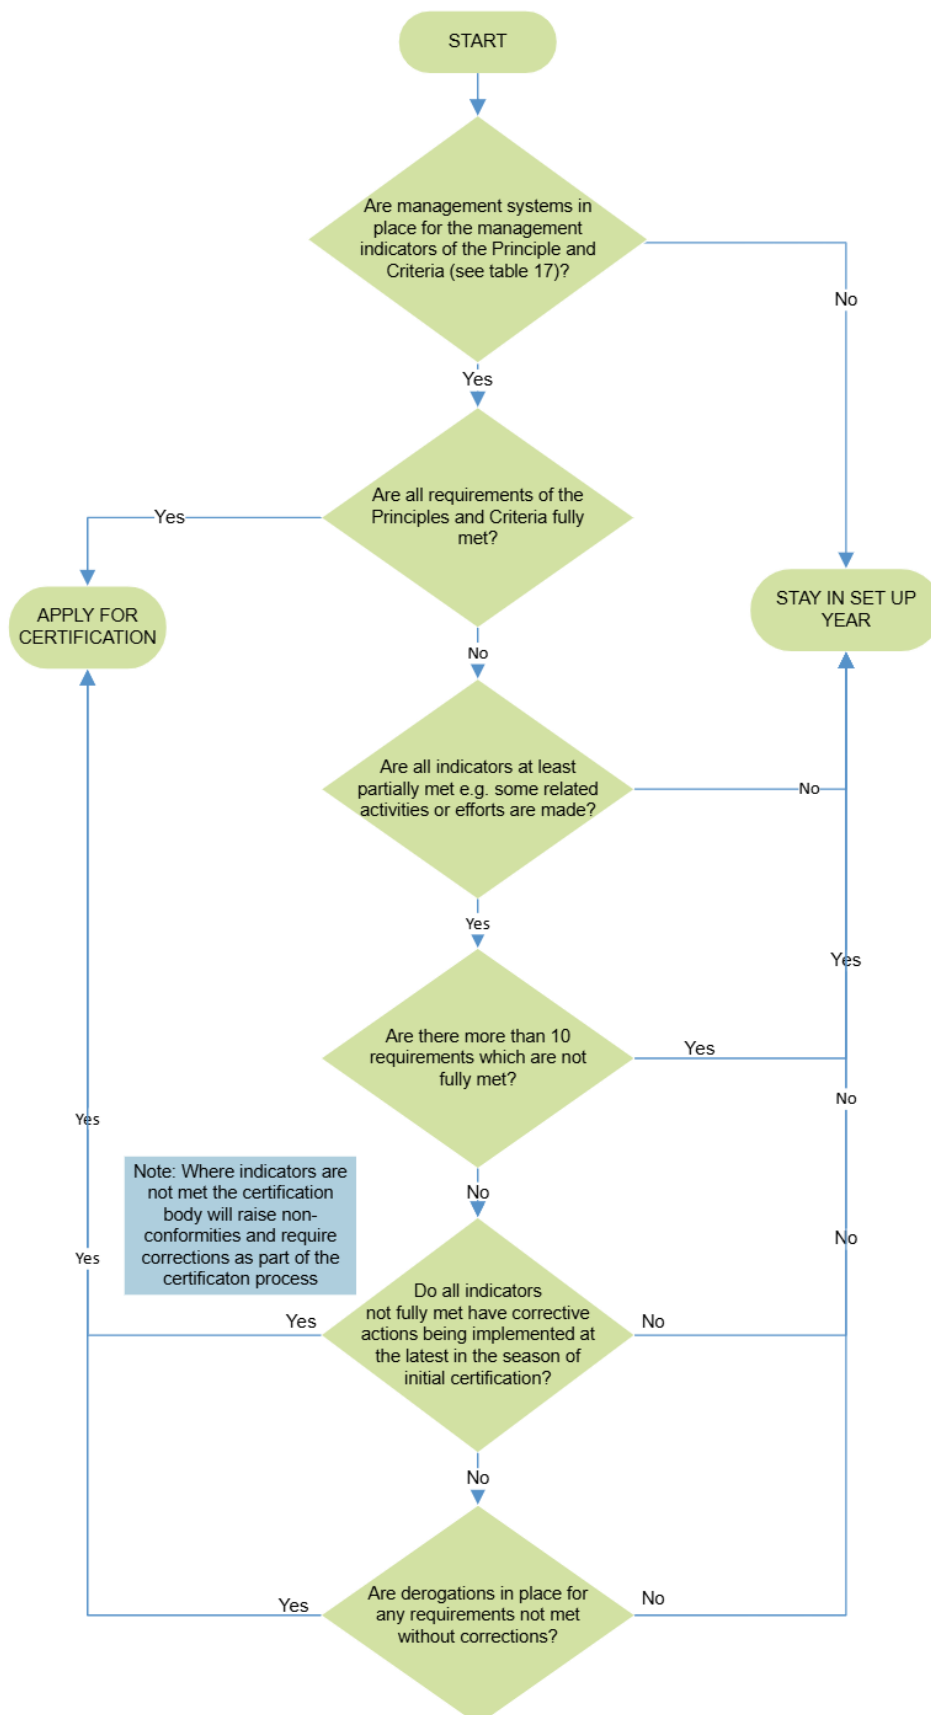 START
Are management systems in
place for the management
indicators of the Principle and
Criteria (see table 17)?
No
Yes
Are all requirements of the
Principles and Criteria fully
met?
Yes
APPLY FOR
CERTIFICATION
STAY IN SET UP
YEAR
No
Are all indicators at least
partially met e.g. some related
activities or efforts are made?
No
Yes
Yes
Are there more than 10
requirements which are not
fully met?
Yes
No
Yes
Note: Where indicators are
not met the certification
body will raise non-
conformities and require
corrections as part of the
certificaton process
No
No
Yes
Do all indicators
not fully met have corrective
actions being implemented at
the latest in the season of
initial certification?
Yes
No
No
Are derogations in place for
any requirements not met
without corrections?
Yes
No